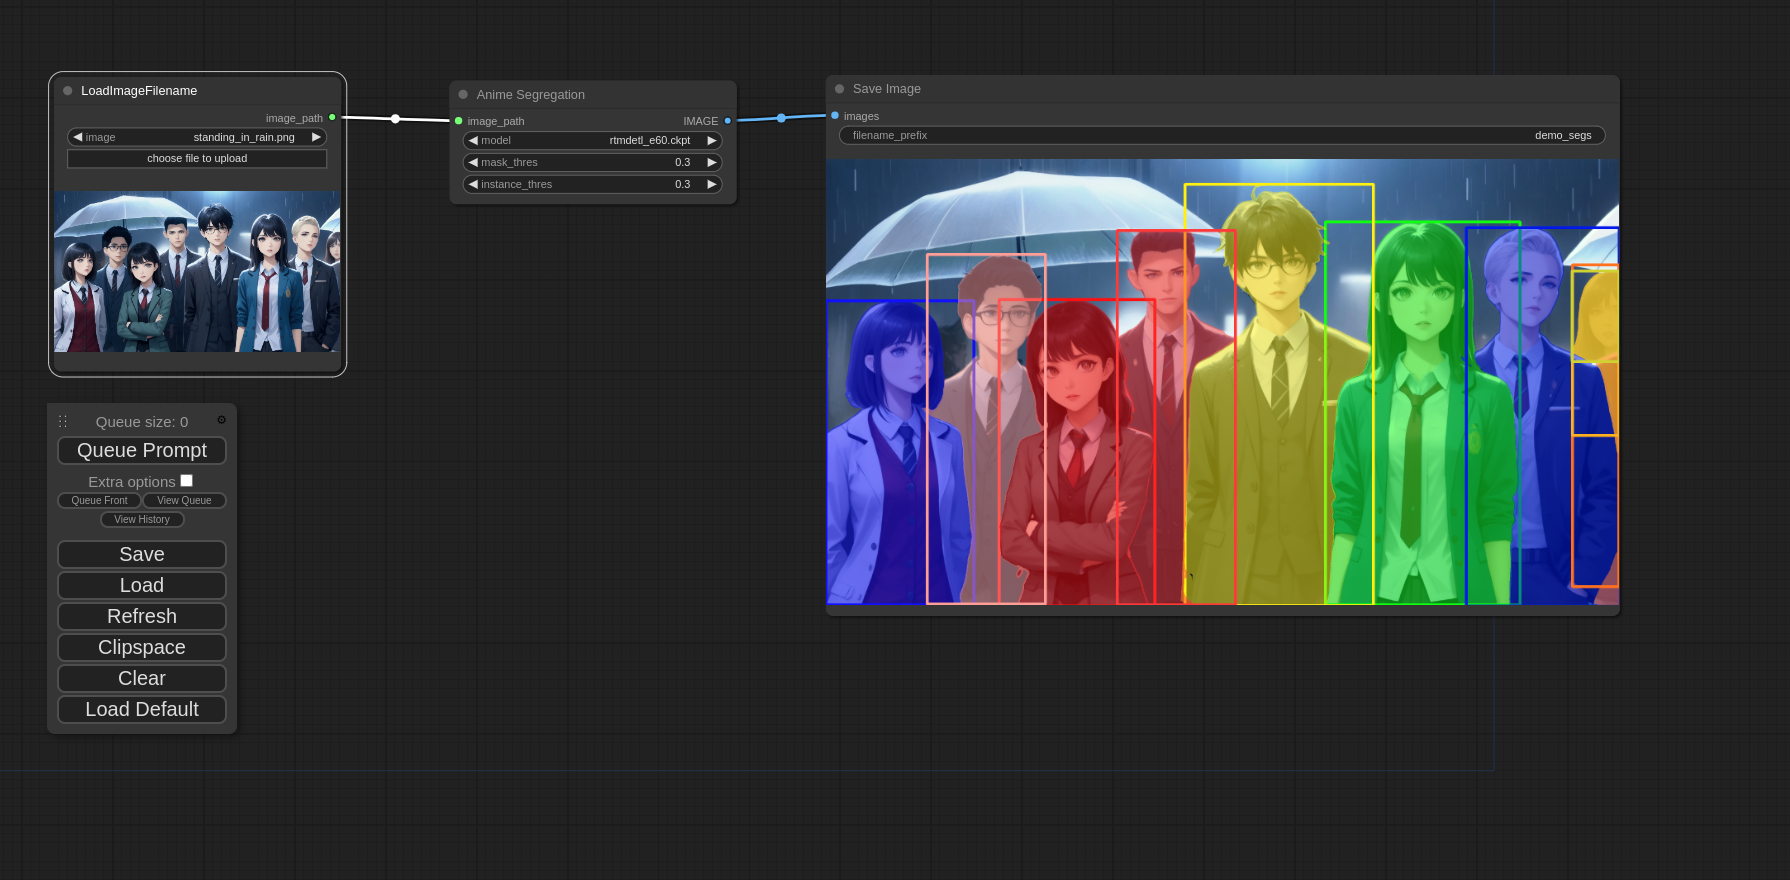 LoadImageFilename
image_path
image standing_in_rain.png
choose file to upload
Anime Segregation
image_path IMAGE
model rtmdetl_e60.ckpt
mask_thres 0.3
instance_thres 0.3
Save Image
images
filename_prefix demo_segs
Queue size: 0
Queue Prompt
Extra options
Queue Front View Queue
View History
Save
Load
Refresh
Clipspace
Clear
Load Default